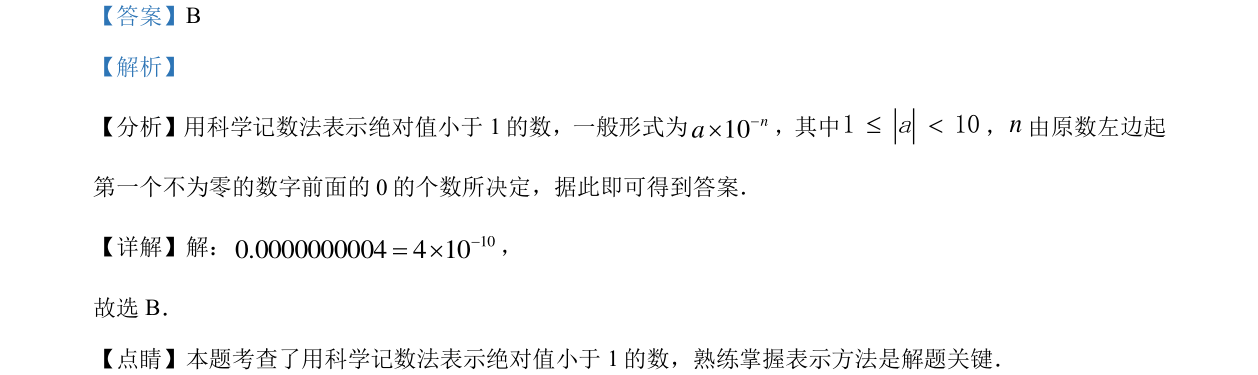 【答案】B
【解析】
【分析】用科学记数法表示绝对值小于 1 的数，一般形式为 a×10⁻ⁿ，其中 1 ≤ |a| < 10，n 由原数左边起
第一个不为零的数字前面的 0 的个数所决定，据此即可得到答案．
【详解】解：0.0000000004 = 4×10⁻¹⁰，
故选 B．
【点睛】本题考查了用科学记数法表示绝对值小于 1 的数，熟练掌握表示方法是解题关键．